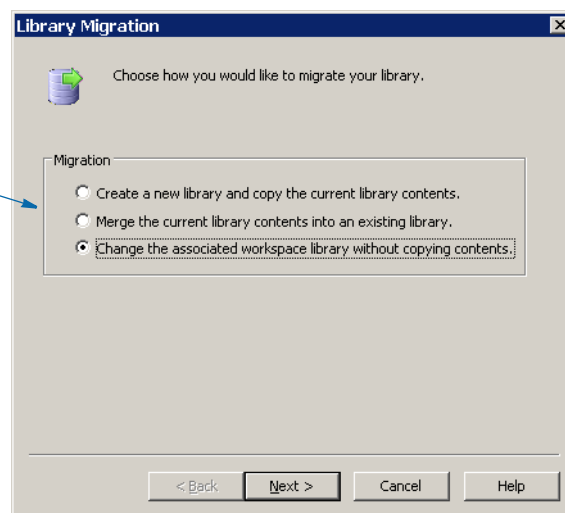 Library Migration
Choose how you would like to migrate your library.
Migration
Create a new library and copy the current library contents.
Merge the current library contents into an existing library.
Change the associated workspace library without copying contents.
< Back
Next >
Cancel
Help